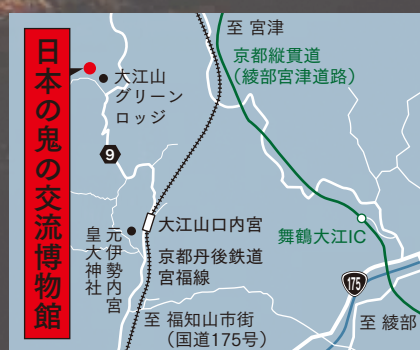 日本の鬼の交流博物館
至 宮津
京都縦貫道
（綾部宮津道路）
大江山
グリーン
ロッジ
9
大江山口内宮
元伊勢内宮
皇大神社
京都丹後鉄道
宮福線
舞鶴大江IC
175
至 綾部
至 福知山市街
（国道175号）